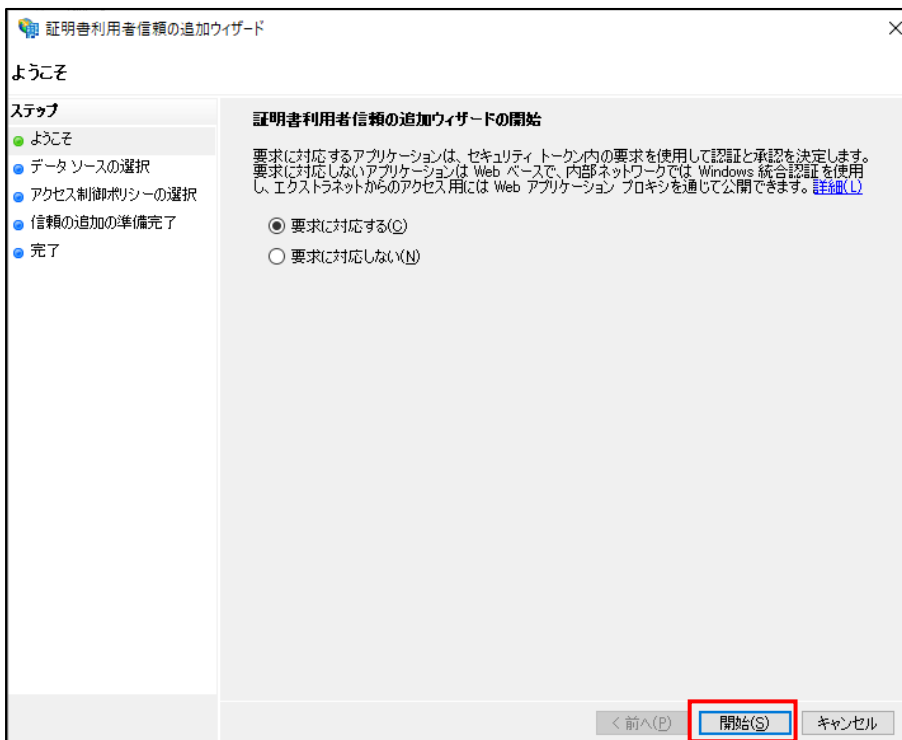 証明書利用者信頼の追加ウィザード
ようこそ
ステップ
ようこそ
データ ソースの選択
アクセス制御ポリシーの選択
信頼の追加の準備完了
完了
証明書利用者信頼の追加ウィザードの開始
要求に対応するアプリケーションは、セキュリティ トークン内の要求を使用して認証と承認を決定します。
要求に対応しないアプリケーションは Web ベースで、内部ネットワークでは Windows 統合認証を使用
し、エクストラネットからのアクセス用には Web アプリケーション プロキシを通じて公開できます。詳細(L)
要求に対応する(C)
要求に対応しない(N)
< 前へ(P)
開始(S)
キャンセル